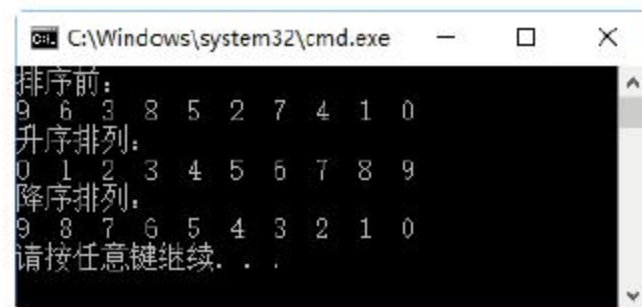 C:\Windows\system32\cmd.exe
排序前:
9 6 3 8 5 2 7 4 1 0
升序排列:
0 1 2 3 4 5 6 7 8 9
降序排列:
9 8 7 6 5 4 3 2 1 0
请按任意键继续. . .